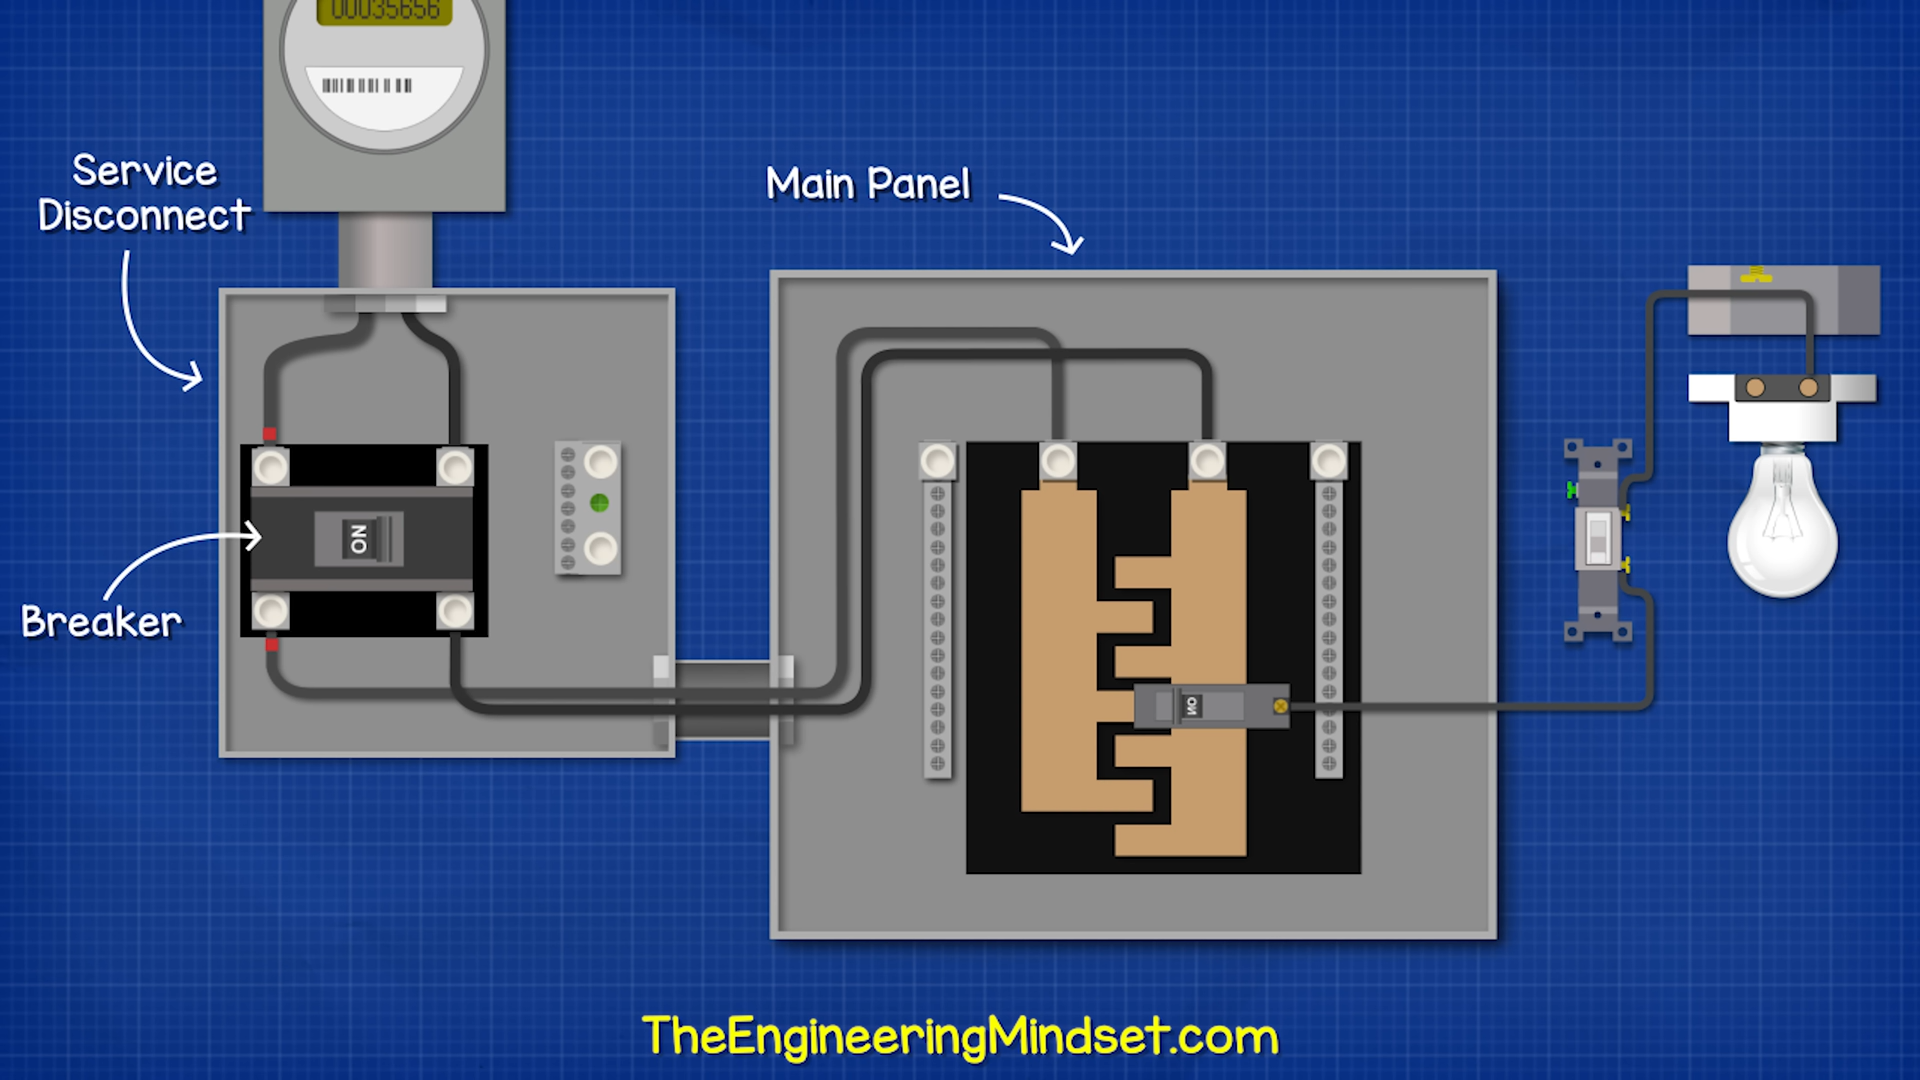 00035656
Service
Disconnect
Main Panel
Breaker
ON
ON
TheEngineeringMindset.com